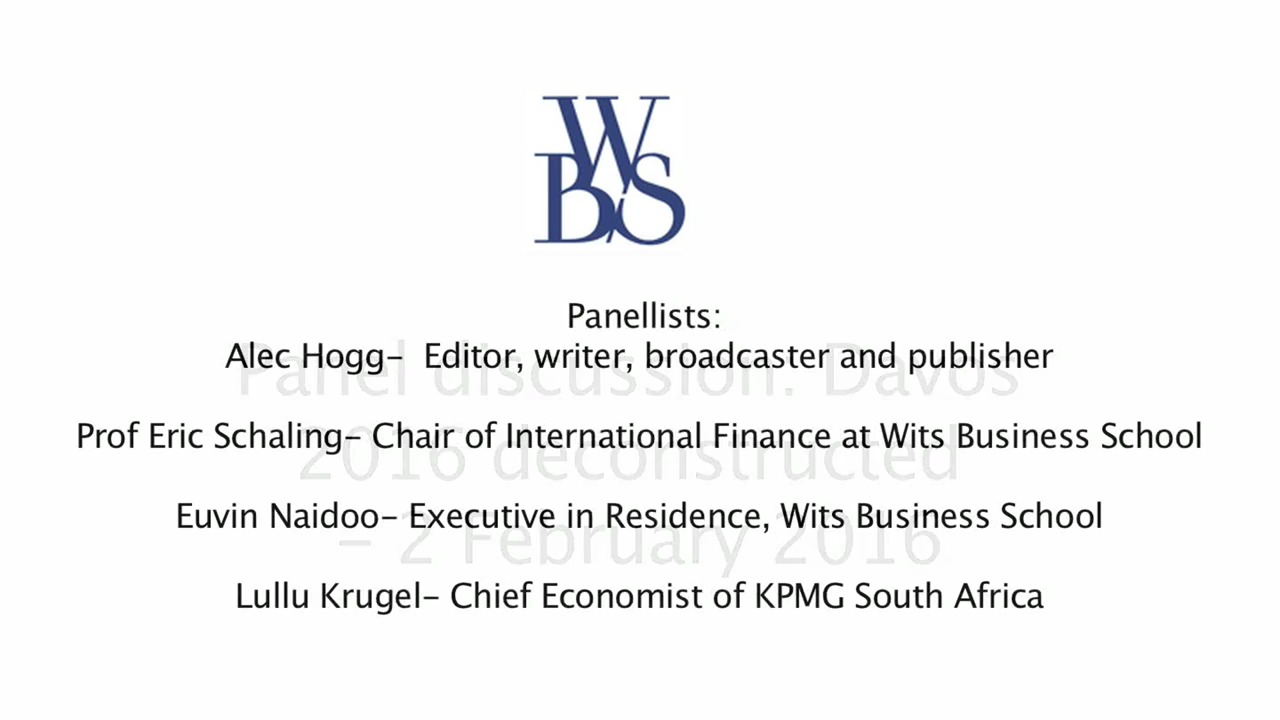 WBS
Panellists:
Alec Hogg– Editor, writer, broadcaster and publisher
Panel discussion: Davos
Prof Eric Schaling– Chair of International Finance at Wits Business School
2016 deconstructed
Euvin Naidoo– Executive in Residence, Wits Business School
– 2 February 2016
Lullu Krugel– Chief Economist of KPMG South Africa